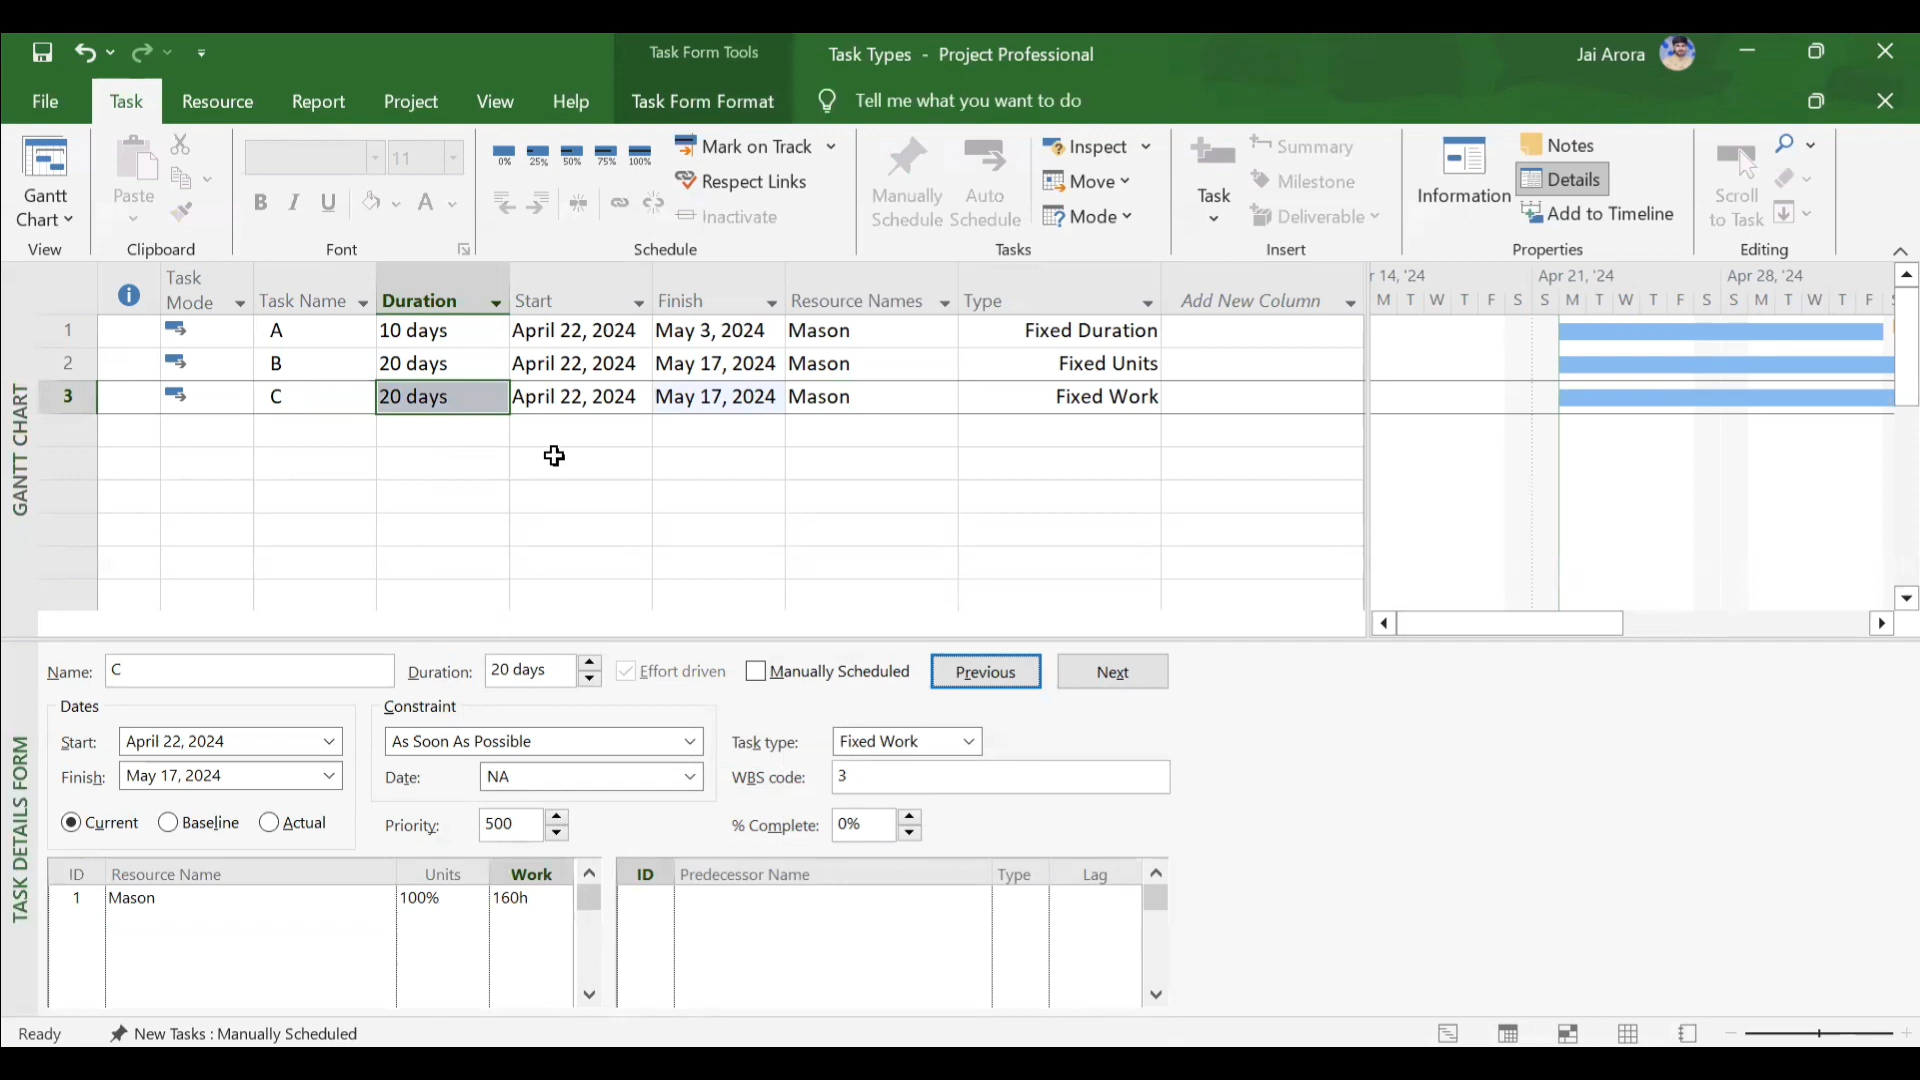 Task Form Tools
Task Types - Project Professional
Jai Arora
File Task Resource Report Project View Help Task Form Format Tell me what you want to do
Gantt Chart
View
Paste
Clipboard
11
B I U A
Font
0% 25% 50% 75% 100%
Mark on Track
Respect Links
Inactivate
Schedule
Manually Schedule
Auto Schedule
Inspect
Move
Mode
Tasks
Task
Summary
Milestone
Deliverable
Insert
Information
Notes
Details
Add to Timeline
Properties
Scroll to Task
Editing
GANTT CHART
Task Mode Task Name Duration Start Finish Resource Names Type Add New Column
r 14, '24 Apr 21, '24 Apr 28, '24
M T W T F S S M T W T F S S M T W T F
1 A 10 days April 22, 2024 May 3, 2024 Mason Fixed Duration
2 B 20 days April 22, 2024 May 17, 2024 Mason Fixed Units
3 C 20 days April 22, 2024 May 17, 2024 Mason Fixed Work
TASK DETAILS FORM
Name: C Duration: 20 days Effort driven Manually Scheduled Previous Next
Dates Constraint
Start: April 22, 2024 As Soon As Possible Task type: Fixed Work
Finish: May 17, 2024 Date: NA WBS code: 3
Current Baseline Actual Priority: 500 % Complete: 0%
ID Resource Name Units Work ID Predecessor Name Type Lag
1 Mason 100% 160h
Ready New Tasks : Manually Scheduled